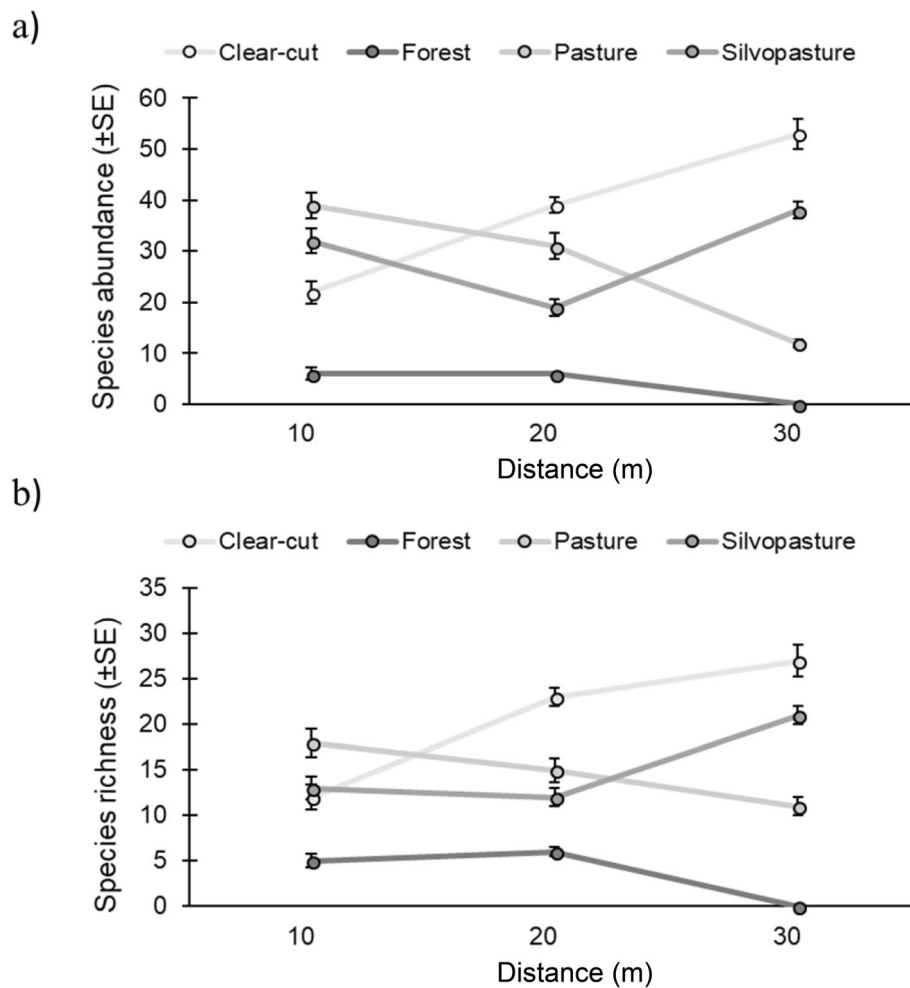 a)
Clear-cut Forest Pasture Silvopasture
Species abundance (±SE)
60
50
40
30
20
10
0
10 20 30
Distance (m)
b)
Clear-cut Forest Pasture Silvopasture
Species richness (±SE)
35
30
25
20
15
10
5
0
10 20 30
Distance (m)